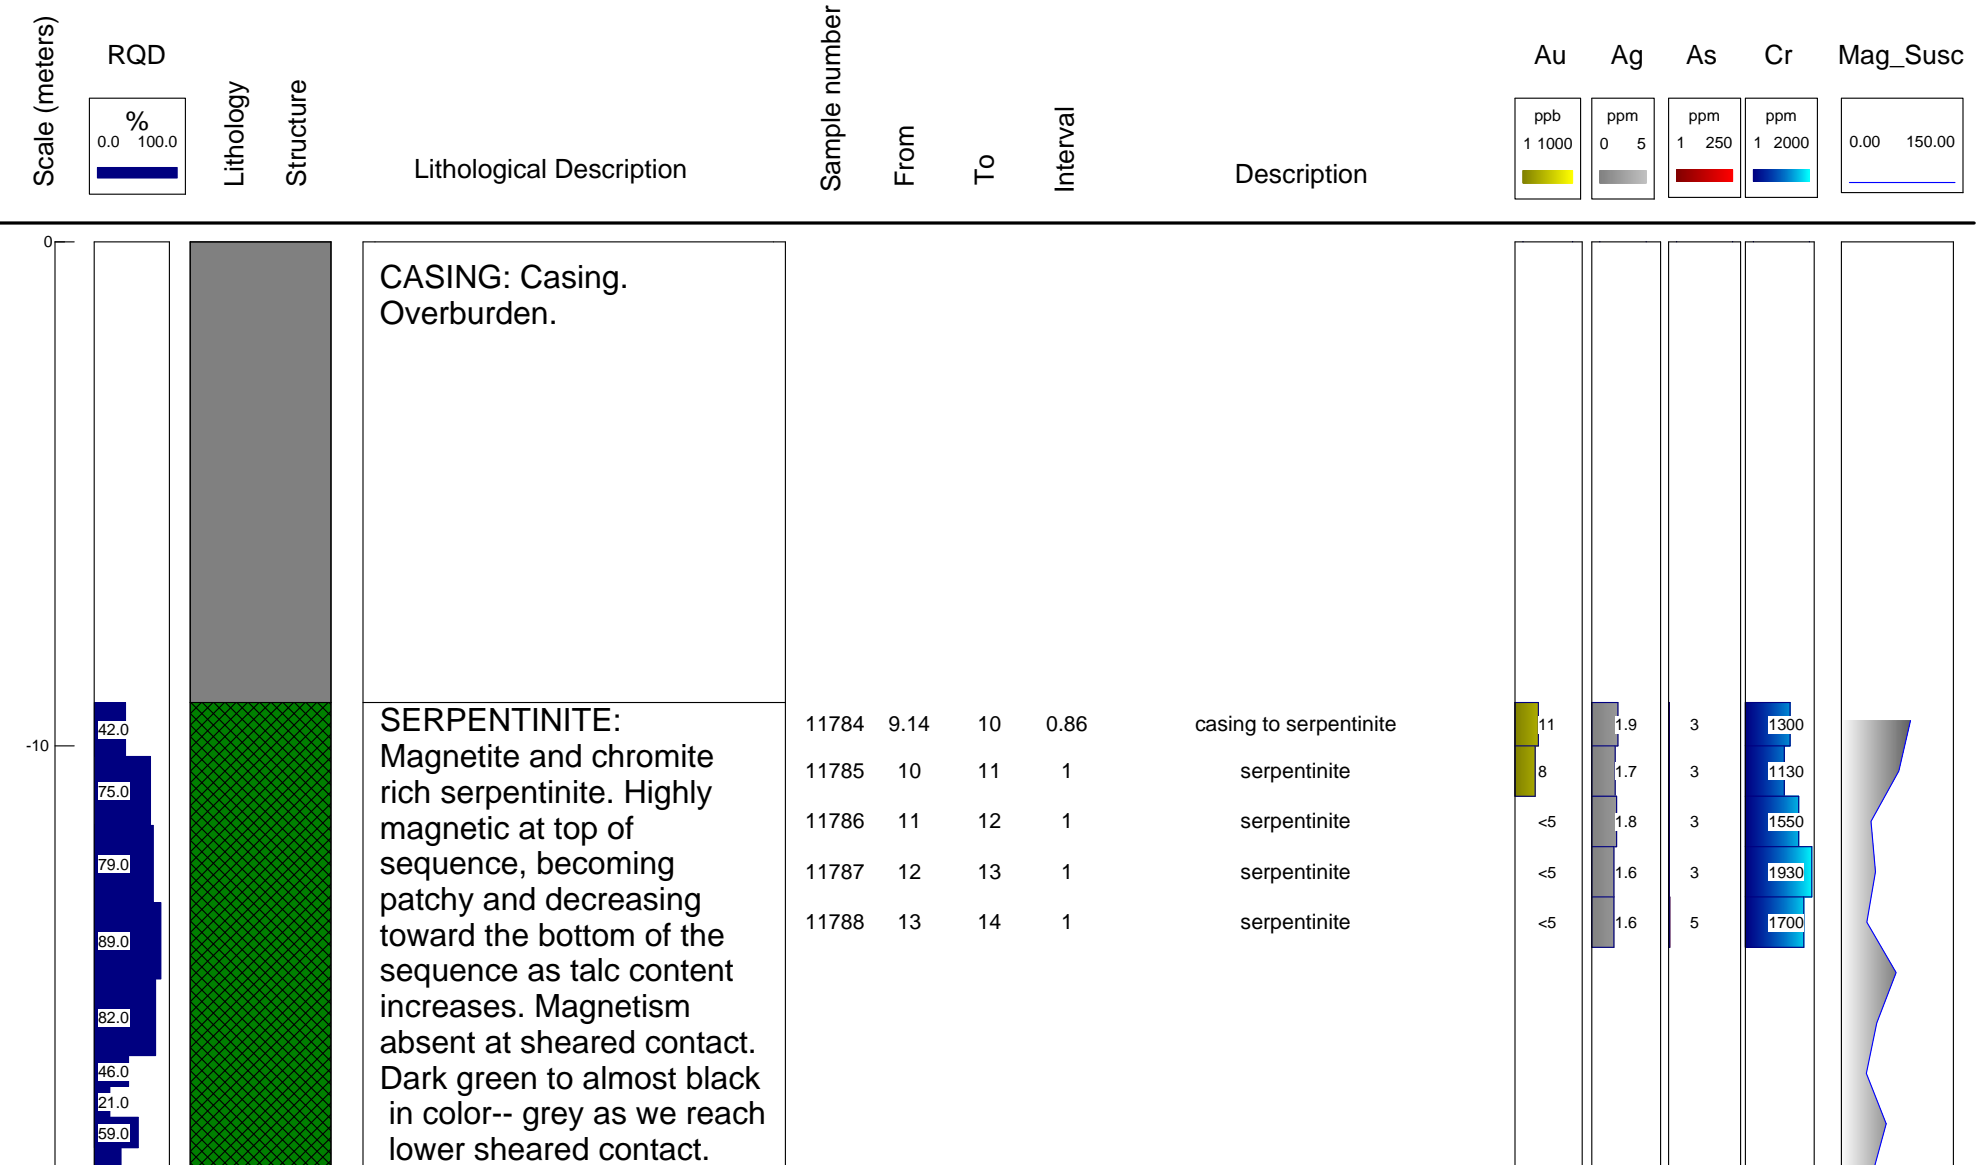 Scale (meters)
RQD
%
0.0 100.0
Lithology
Structure
Lithological Description
Sample number
From
To
Interval
Description
Au
ppb
1 1000
Ag
ppm
0 5
As
ppm
1 250
Cr
ppm
1 2000
Mag_Susc
0.00 150.00
0
CASING: Casing.
Overburden.
-10
42.0
75.0
79.0
89.0
82.0
46.0
21.0
59.0
SERPENTINITE:
Magnetite and chromite
rich serpentinite. Highly
magnetic at top of
sequence, becoming
patchy and decreasing
toward the bottom of the
sequence as talc content
increases. Magnetism
absent at sheared contact.
Dark green to almost black
in color-- grey as we reach
lower sheared contact.
11784 9.14 10 0.86 casing to serpentinite 11 1.9 3 1300
11785 10 11 1 serpentinite 8 1.7 3 1130
11786 11 12 1 serpentinite <5 1.8 3 1550
11787 12 13 1 serpentinite <5 1.6 3 1930
11788 13 14 1 serpentinite <5 1.6 5 1700